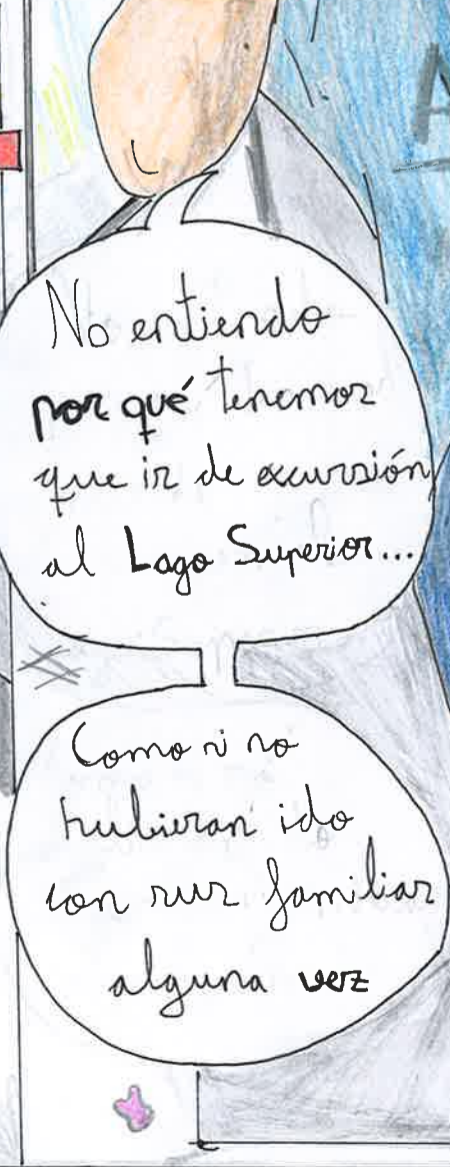 No entiendo
por qué tenemos
que ir de excursión
al Lago Superior...
Como si no
hubieran ido
con sus familias
alguna vez
A